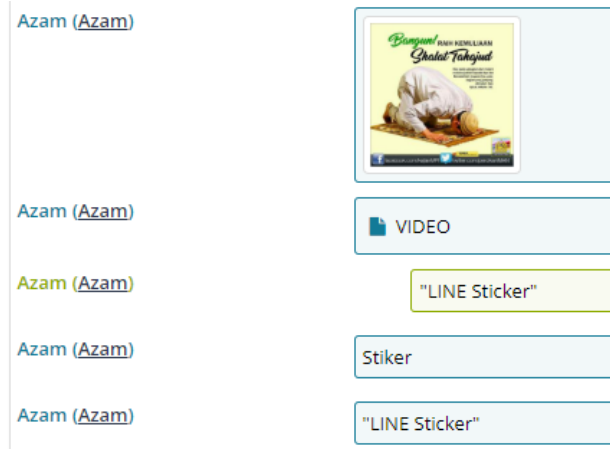 Azam (Azam)
Bangun! RAIH KEMULIAAN
Shalat Tahajud
Azam (Azam)
VIDEO
Azam (Azam)
"LINE Sticker"
Azam (Azam)
Stiker
Azam (Azam)
"LINE Sticker"